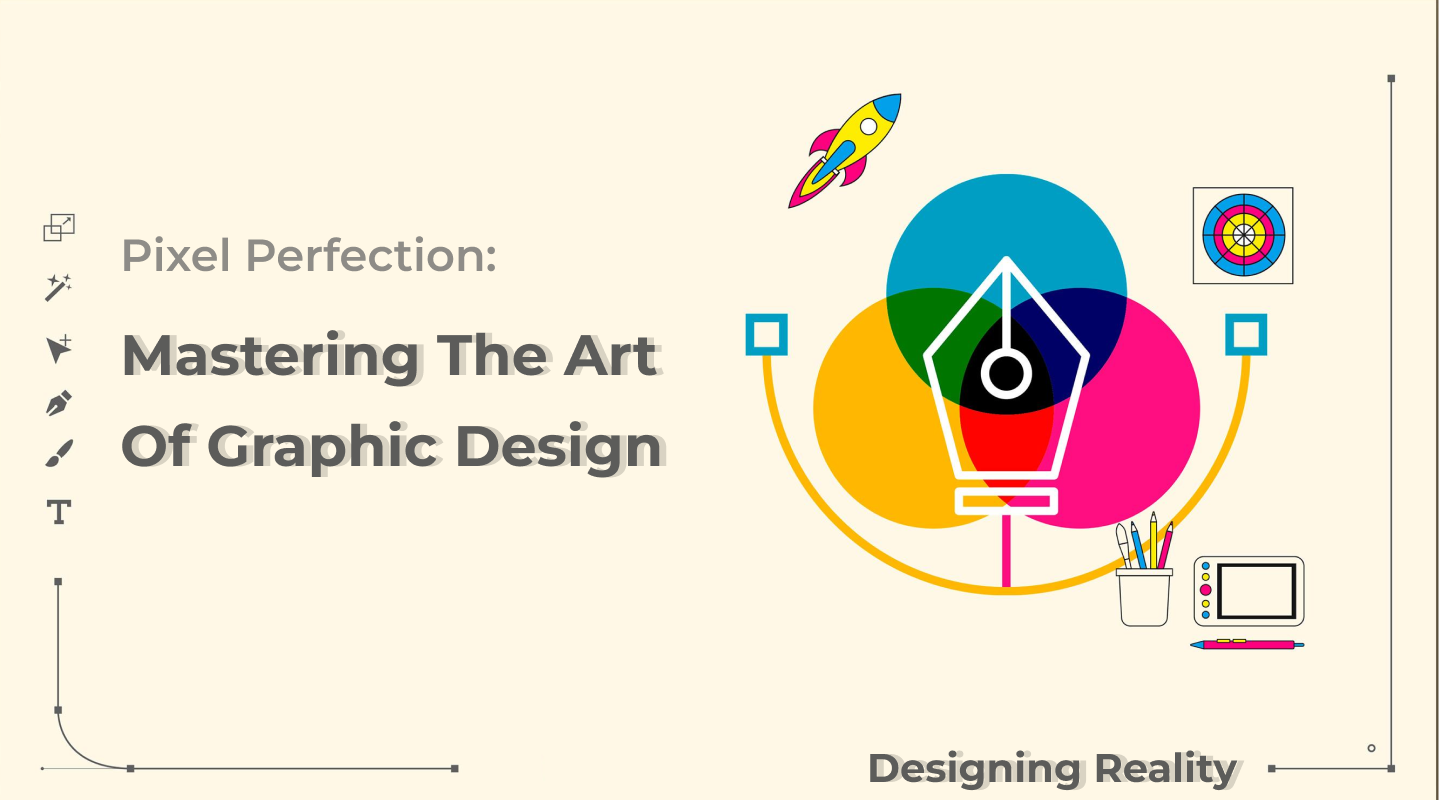 Pixel Perfection:
Mastering The Art
Of Graphic Design
Designing Reality